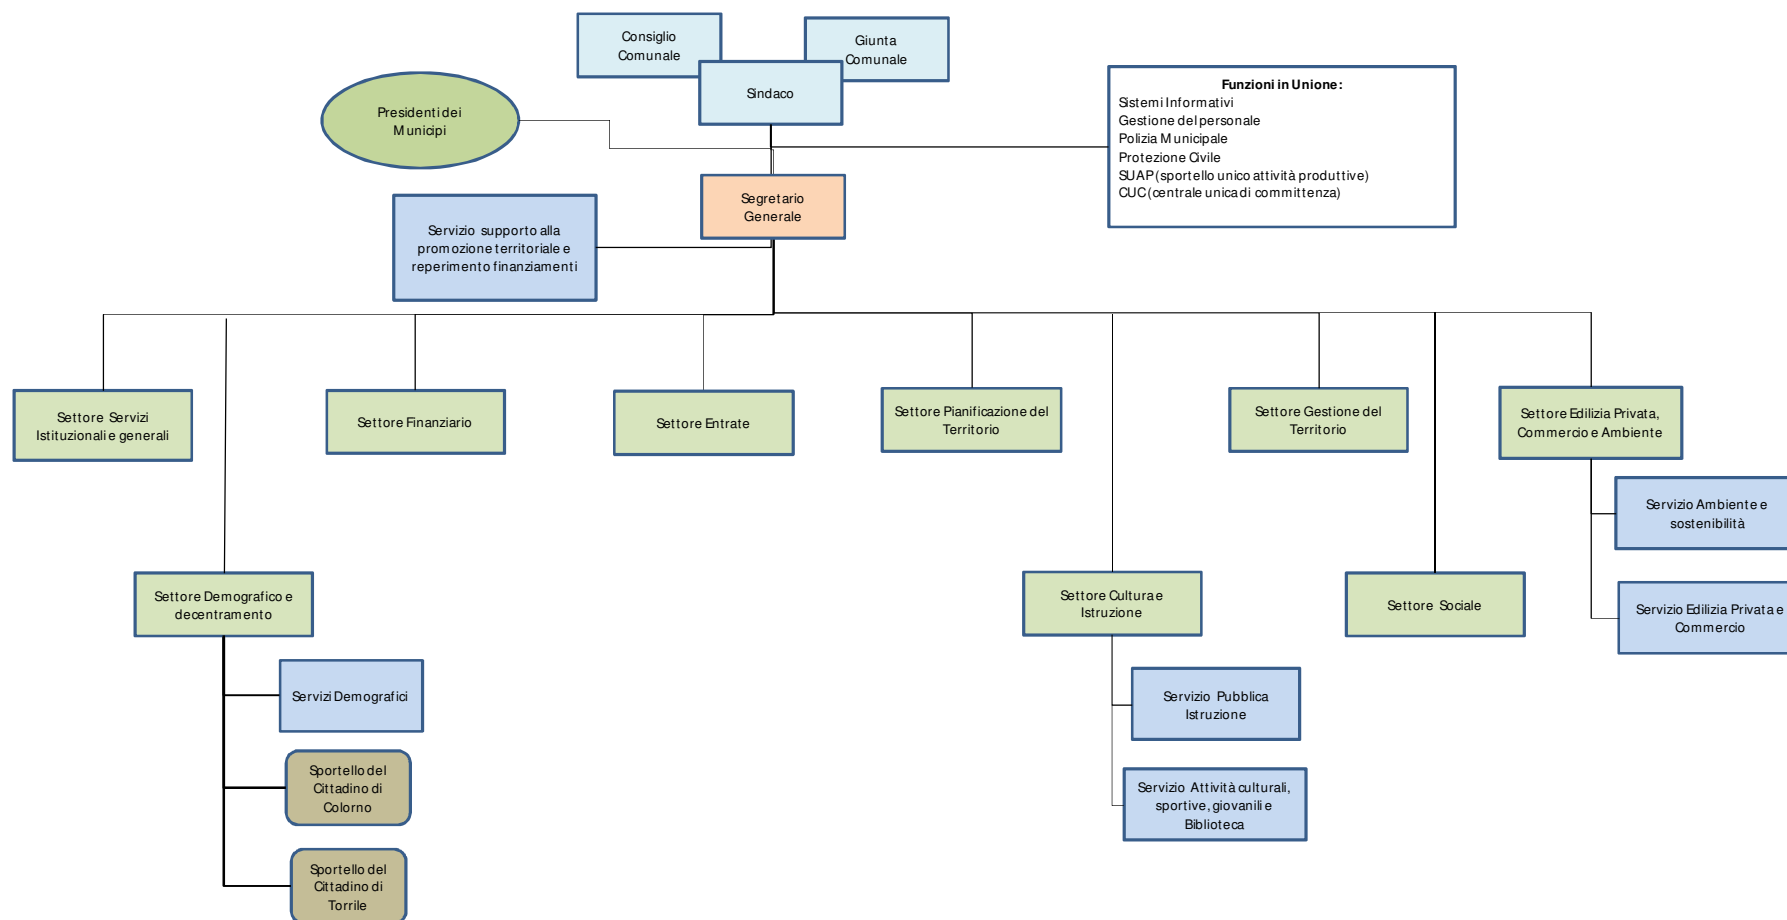 Consiglio
Comunale
Giunta
Comunale
Sindaco
Presidenti dei
Municipi
Funzioni in Unione:
Sistemi Informativi
Gestione del personale
Polizia Municipale
Protezione Civile
SUAP (sportello unico attività produttive)
CUC (centrale unica di committenza)
Segretario
Generale
Servizio supporto alla
promozione territoriale e
reperimento finanziamenti
Settore Servizi
Istituzionali e generali
Settore Finanziario
Settore Entrate
Settore Pianificazione del
Territorio
Settore Gestione del
Territorio
Settore Edilizia Privata,
Commercio e Ambiente
Servizio Ambiente e
sostenibilità
Servizio Edilizia Privata e
Commercio
Settore Demografico e
decentramento
Settore Cultura e
Istruzione
Settore Sociale
Servizi Demografici
Sportello del
Cittadino di
Colorno
Sportello del
Cittadino di
Torrile
Servizio Pubblica
Istruzione
Servizio Attività culturali,
sportive, giovanili e
Biblioteca